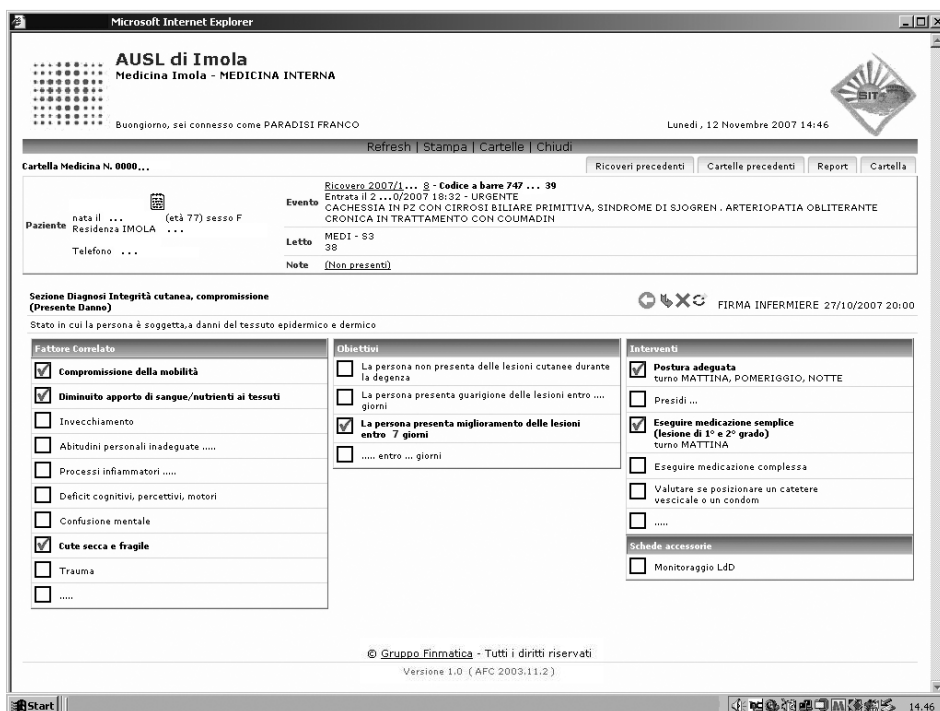 Microsoft Internet Explorer
AUSL di Imola
Medicina Imola - MEDICINA INTERNA
SIT
Buongiorno, sei connesso come PARADISI FRANCO
Lunedi , 12 Novembre 2007 14:46
Refresh | Stampa | Cartelle | Chiudi
Cartella Medicina N. 0000...
Ricoveri precedenti Cartelle precedenti Report Cartella
Paziente
nata il ... (età 77) sesso F
Residenza IMOLA ...
Telefono ...
Evento
Ricovero 2007/1... 8 - Codice a barre 747 ... 39
Entrata il 2 ...0/2007 18:32 - URGENTE
CACHESSIA IN PZ CON CIRROSI BILIARE PRIMITIVA, SINDROME DI SJOGREN . ARTERIOPATIA OBLITERANTE
CRONICA IN TRATTAMENTO CON COUMADIN
Letto
MEDI - S3
38
Note (Non presenti)
Sezione Diagnosi Integrità cutanea, compromissione
(Presente Danno)
FIRMA INFERMIERE 27/10/2007 20:00
Stato in cui la persona è soggetta,a danni del tessuto epidermico e dermico
Fattore Correlato
Compromissione della mobilità
Diminuito apporto di sangue/nutrienti ai tessuti
Invecchiamento
Abitudini personali inadeguate .....
Processi infiammatori .....
Deficit cognitivi, percettivi, motori
Confusione mentale
Cute secca e fragile
Trauma
.....
Obiettivi
La persona non presenta delle lesioni cutanee durante
la degenza
La persona presenta guarigione delle lesioni entro ....
giorni
La persona presenta miglioramento delle lesioni
entro 7 giorni
..... entro ... giorni
Interventi
Postura adeguata
turno MATTINA, POMERIGGIO, NOTTE
Presidi ...
Eseguire medicazione semplice
(lesione di 1° e 2° grado)
turno MATTINA
Eseguire medicazione complessa
Valutare se posizionare un catetere
vescicale o un condom
.....
Schede accessorie
Monitoraggio LdD
© Gruppo Finmatica - Tutti i diritti riservati
Versione 1.0 ( AFC 2003.11.2 )
Start
14.46